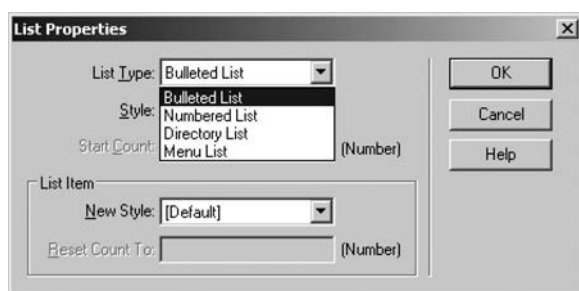 List Properties
List Type: Bulleted List
OK
Bulleted List
Style:
Numbered List
Cancel
Directory List
Start Count:
Menu List
(Number)
Help
List Item
New Style: [Default]
Reset Count To:
(Number)